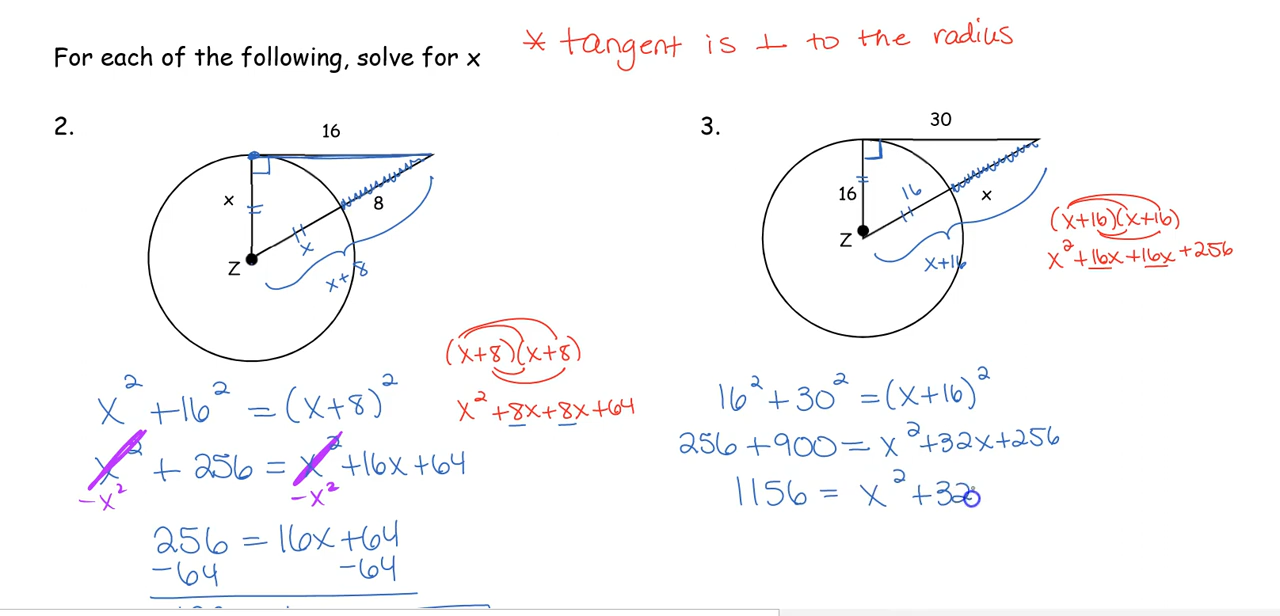 For each of the following, solve for x
* tangent is ⊥ to the radius
2.
16
x
8
x
Z
x+8
(x+8)(x+8)
x² +8x+8x+64
x² +16² = (x+8)²
x² + 256 = x² +16x+64
-x² -x²
256 = 16x+64
-64 -64
3.
30
16
16
x
Z
x+16
(x+16)(x+16)
x² +16x+16x+256
16² + 30² = (x+16)²
256 +900 = x² +32x+256
1156 = x² +32